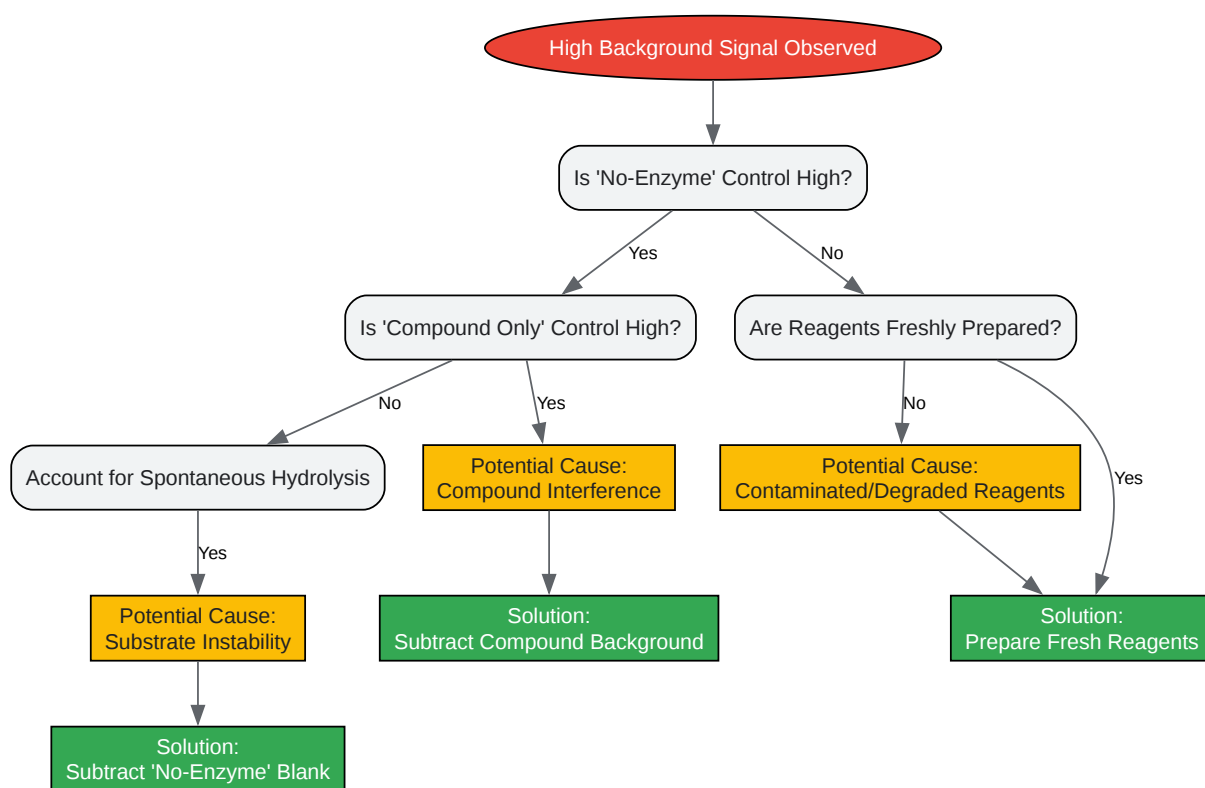 High Background Signal Observed
Is 'No-Enzyme' Control High?
Yes
No
Is 'Compound Only' Control High?
Are Reagents Freshly Prepared?
No
Yes
No
Account for Spontaneous Hydrolysis
Potential Cause:
Compound Interference
Potential Cause:
Contaminated/Degraded Reagents
Yes
Yes
Potential Cause:
Substrate Instability
Solution:
Subtract Compound Background
Solution:
Prepare Fresh Reagents
Solution:
Subtract 'No-Enzyme' Blank